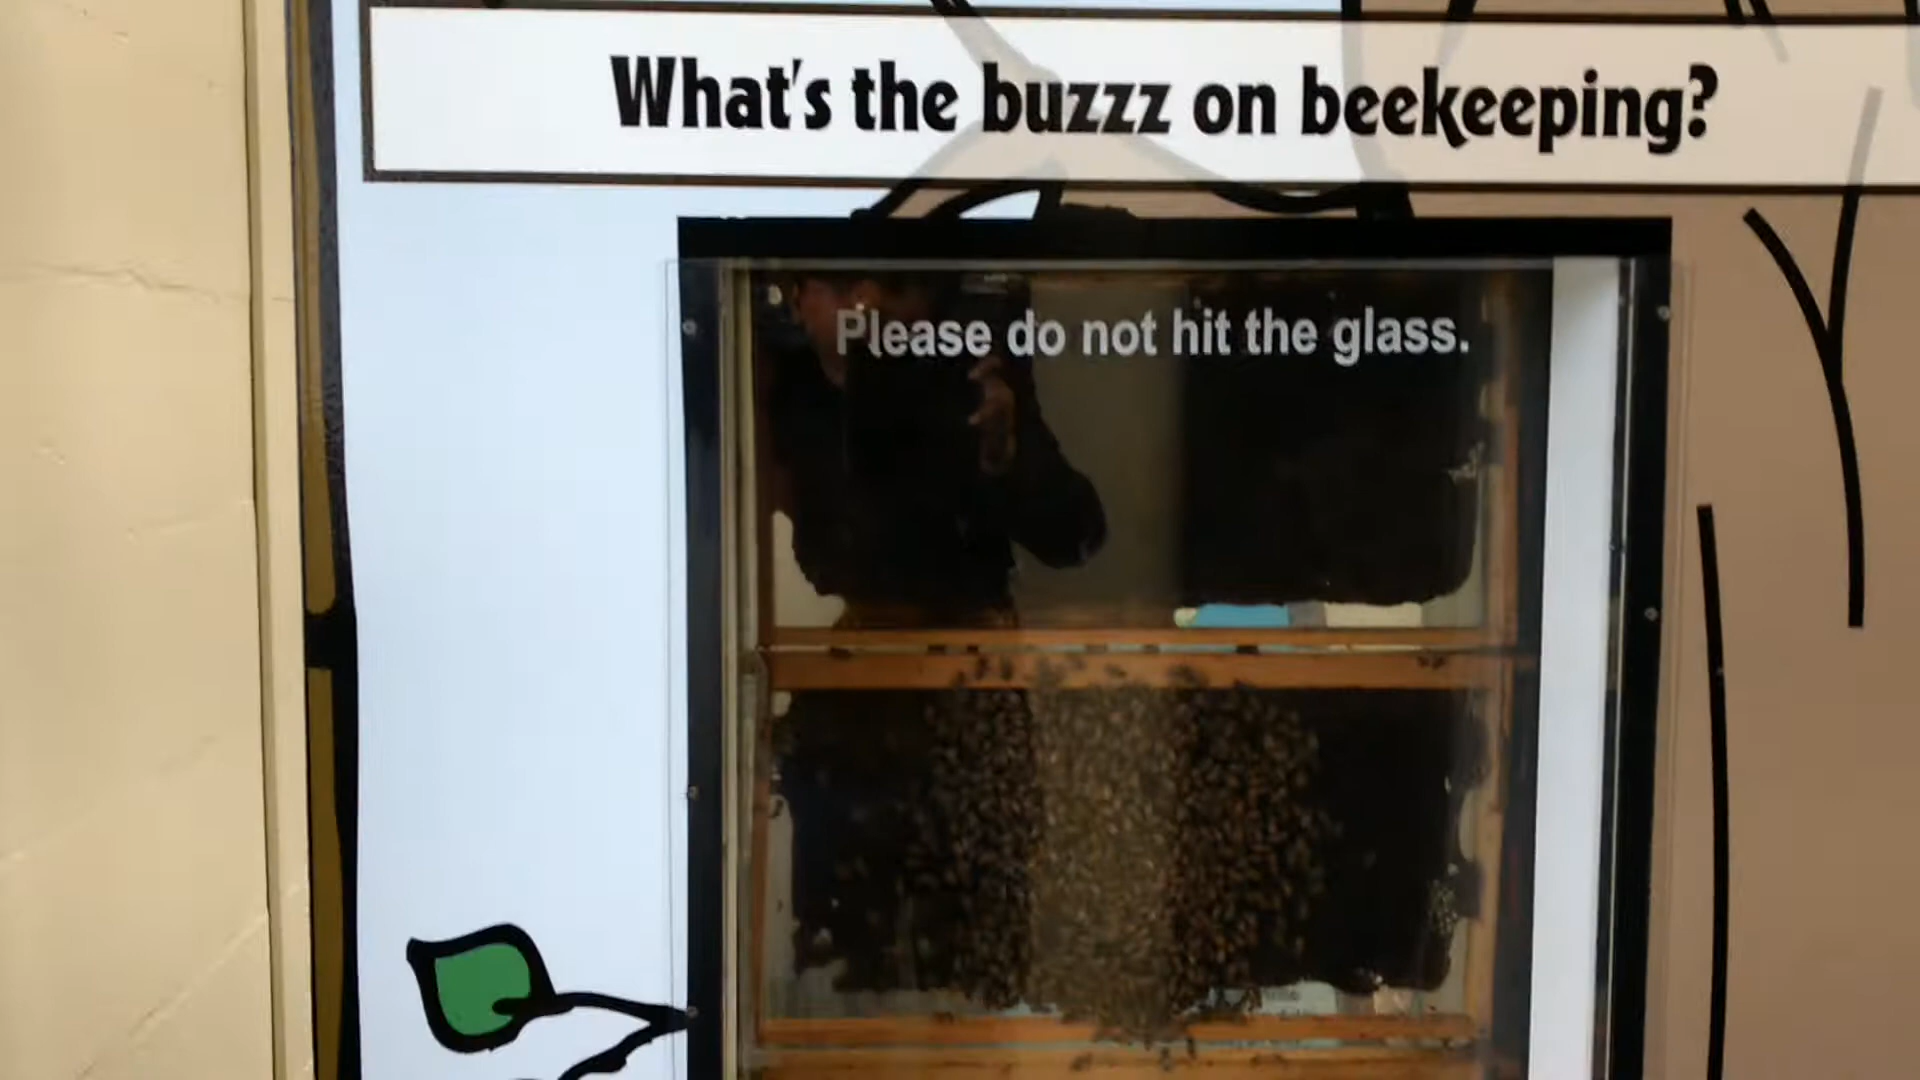 What's the buzzz on beekeeping?
Please do not hit the glass.